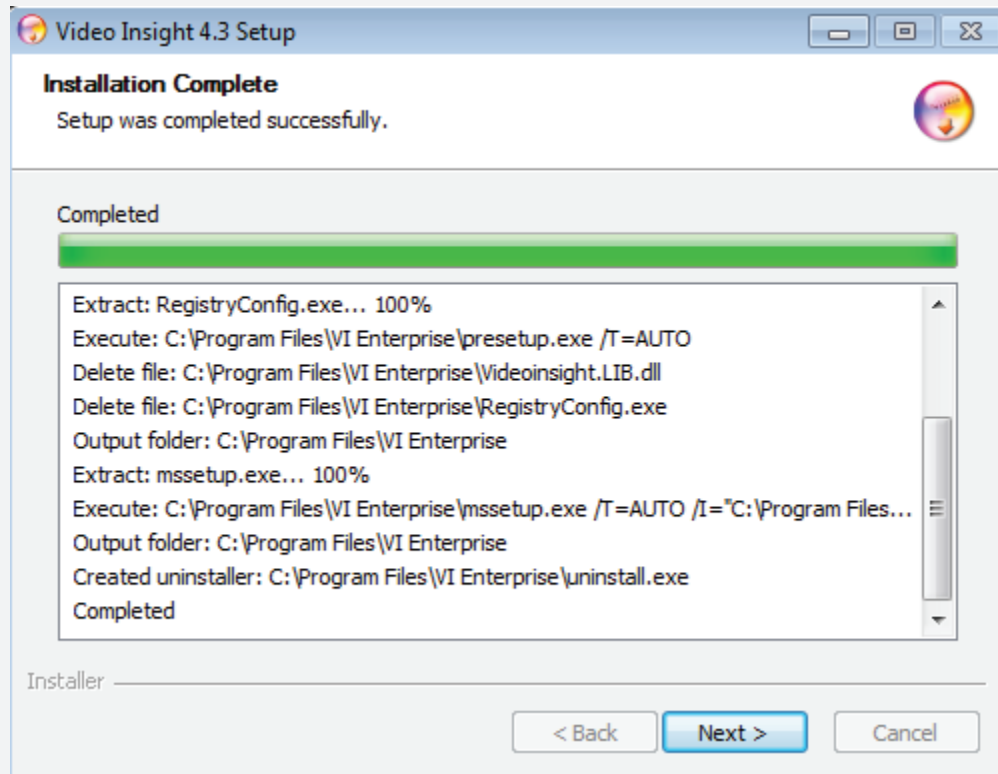 Video Insight 4.3 Setup
Installation Complete
Setup was completed successfully.
Completed
Extract: RegistryConfig.exe... 100%
Execute: C:\Program Files\VI Enterprise\presetup.exe /T=AUTO
Delete file: C:\Program Files\VI Enterprise\Videoinsight.LIB.dll
Delete file: C:\Program Files\VI Enterprise\RegistryConfig.exe
Output folder: C:\Program Files\VI Enterprise
Extract: mssetup.exe... 100%
Execute: C:\Program Files\VI Enterprise\mssetup.exe /T=AUTO /I="C:\Program Files...
Output folder: C:\Program Files\VI Enterprise
Created uninstaller: C:\Program Files\VI Enterprise\uninstall.exe
Completed
Installer
< Back Next > Cancel